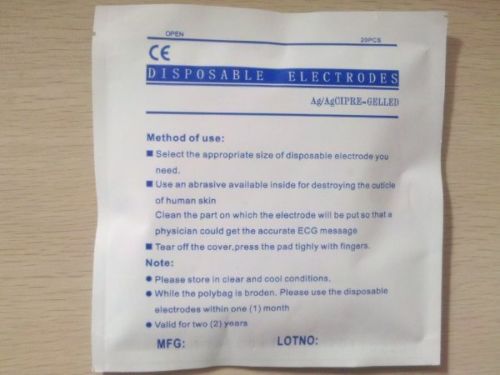 OPEN 20PCS
CE
DISPOSABLE ELECTRODES
Ag/AgCIPRE-GELLED
Method of use:
■ Select the appropriate size of disposable electrode you
need.
■ Use an abrasive available inside for destroying the cuticle
of human skin
Clean the part on which the electrode will be put so that a
physician could get the accurate ECG message
■ Tear off the cover,press the pad tighly with fingers.
Note:
● Please store in clear and cool conditions.
● While the polybag is broden. Please use the disposable
electrodes within one (1) month
● Valid for two (2) years
MFG: LOTNO: